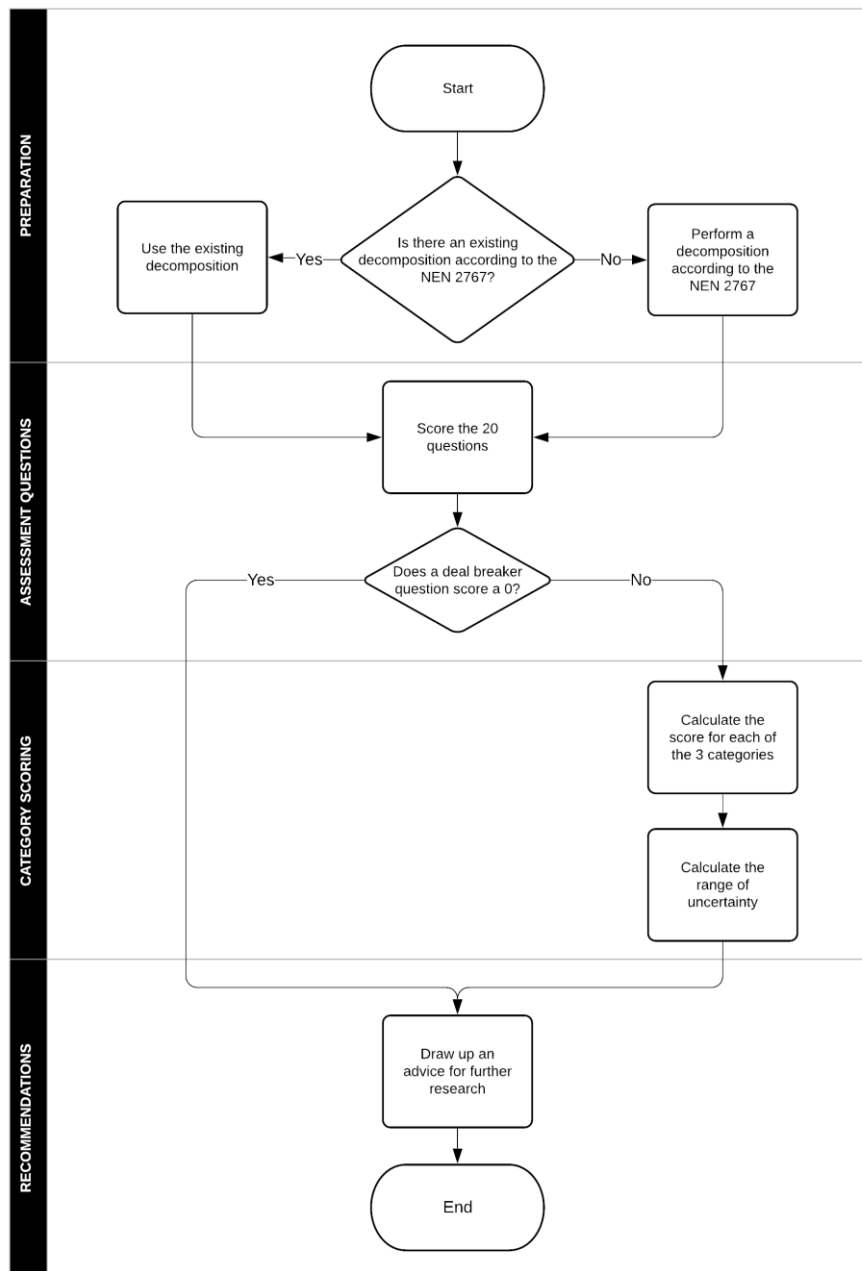 PREPARATION
Start
Is there an existing
decomposition according to the
NEN 2767?
Yes
No
Use the existing
decomposition
Perform a
decomposition
according to the
NEN 2767
ASSESSMENT QUESTIONS
Score the 20
questions
Does a deal breaker
question score a 0?
Yes
No
CATEGORY SCORING
Calculate the
score for each of
the 3 categories
Calculate the
range of
uncertainty
RECOMMENDATIONS
Draw up an
advice for further
research
End